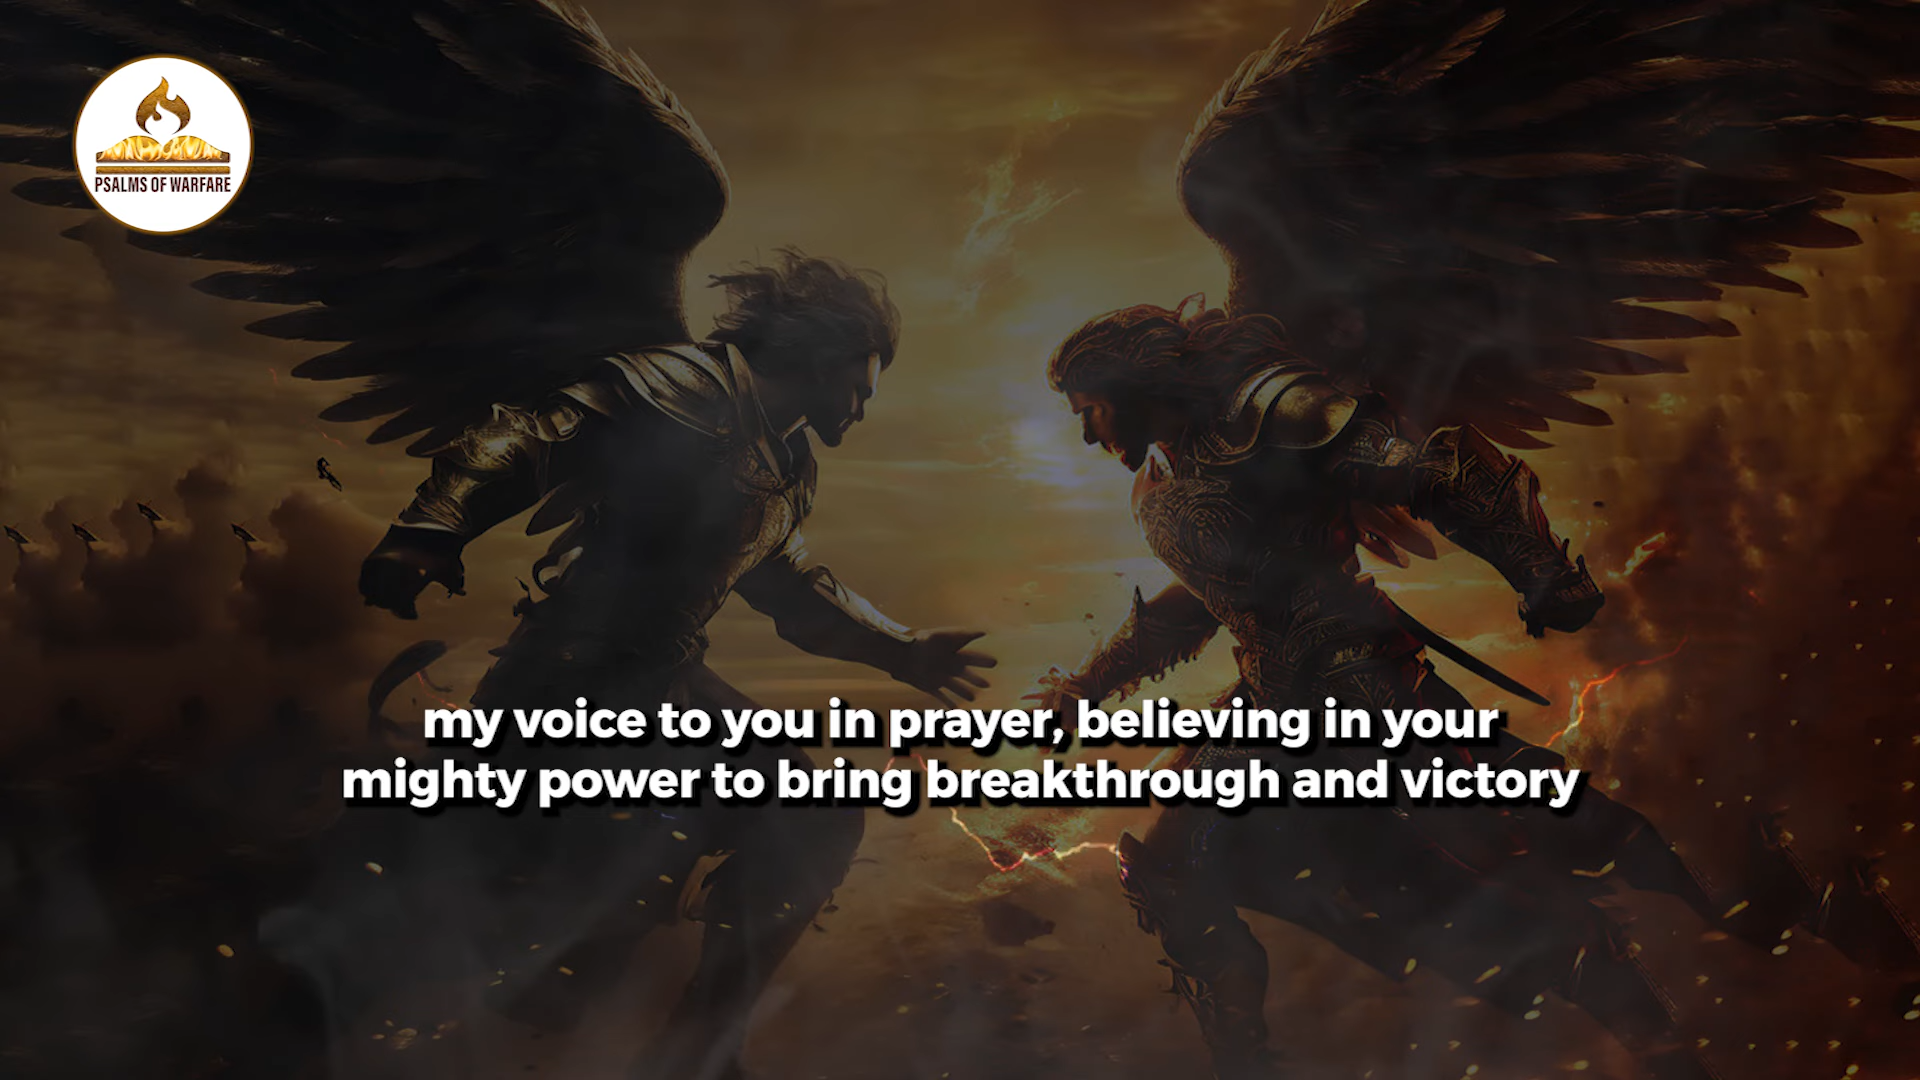 PSALMS OF WARFARE
my voice to you in prayer, believing in your
mighty power to bring breakthrough and victory